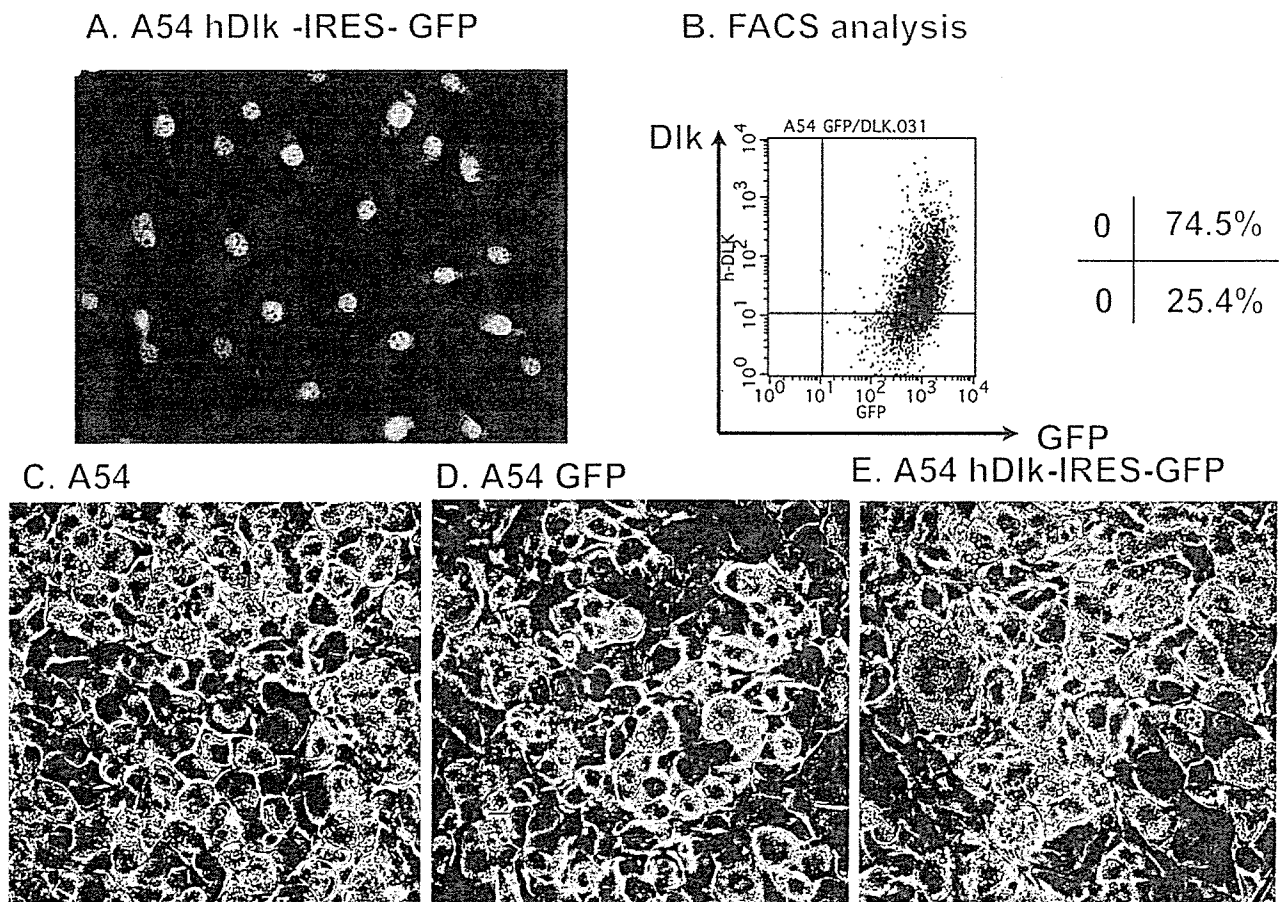 A. A54 hDlk -IRES- GFP
B. FACS analysis
Dlk
A54 GFP/DLK.031
10^4
10^3
10^2
10^1
10^0
h-DLK
10^0 10^1 10^2 10^3 10^4
GFP
GFP
0 74.5%
0 25.4%
C. A54
D. A54 GFP
E. A54 hDlk-IRES-GFP